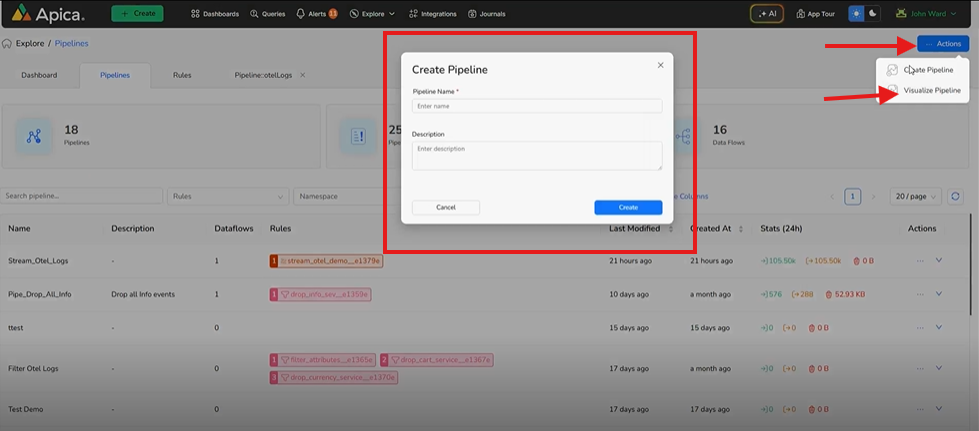 Apica
+ Create
Dashboards
Queries
Alerts 11
Explore
Integrations
Journals
AI
App Tour
John Ward
Explore / Pipelines
Actions
Create Pipeline
Visualize Pipeline
Dashboard
Pipelines
Rules
Pipeline::otelLogs
18
Pipelines
25
16
Data Flows
Create Pipeline
Pipeline Name *
Enter name
Description
Enter description
Cancel
Create
Search pipeline...
Rules
Namespace
Columns
1
20 / page
Name Description Dataflows Rules Last Modified Created At Stats (24h) Actions
Stream_Otel_Logs - 1 1 stream_otel_demo__e1379e 21 hours ago 21 hours ago 105.50k 105.50k 0 B
Pipe_Drop_All_Info Drop all Info events 1 1 drop_info_sev__e1359e 10 days ago a month ago 576 288 52.93 KB
ttest - 0 15 days ago 15 days ago 0 0 0 B
Filter Otel Logs - 0 1 filter_attributes__e1365e 2 drop_cart_service__e1367e 17 days ago a month ago 0 0 0 B
3 drop_currency_service__e1370e
Test Demo - 0 17 days ago 17 days ago 0 0 0 B